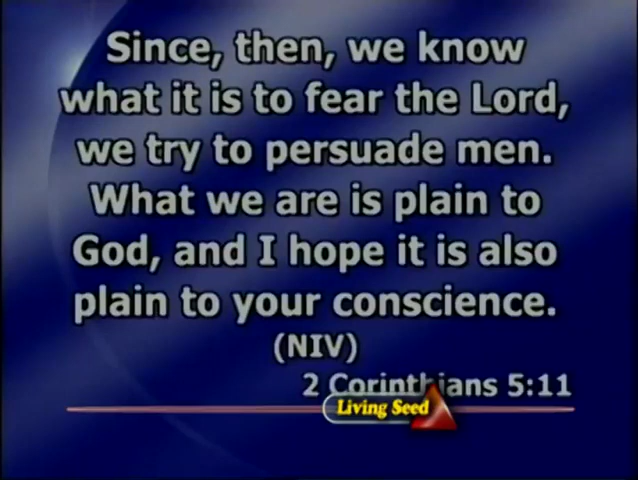 Since, then, we know
what it is to fear the Lord,
we try to persuade men.
What we are is plain to
God, and I hope it is also
plain to your conscience.
(NIV)
2 Corinthians 5:11
Living Seed